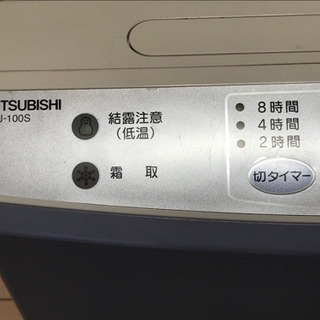 TSUBISHI
J-100S
結露注意
(低温)
霜 取
8時間
4時間
2時間
切タイマー